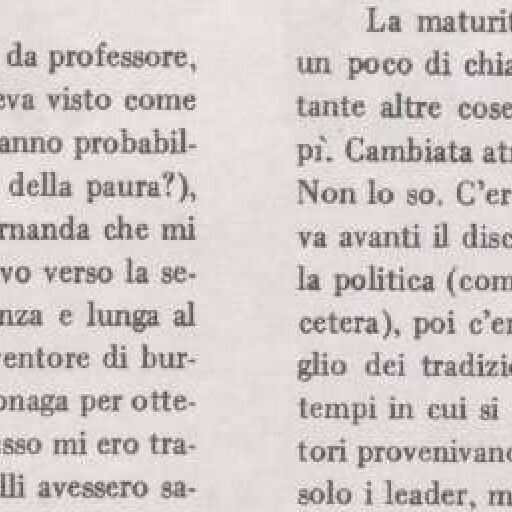 da professore,
eva visto come
anno probabil-
della paura?),
rnanda che mi
vo verso la se-
nza e lunga al
entore di bur-
onaga per otte-
sso mi ero tra-
lli avessero sa-
La maturit
un poco di chia
tante altre cose
pì. Cambiata at
Non lo so. C'er
va avanti il disc
la politica (com
cetera), poi c'er
glio dei tradizi
tempi in cui si
tori provenivano
solo i leader, m